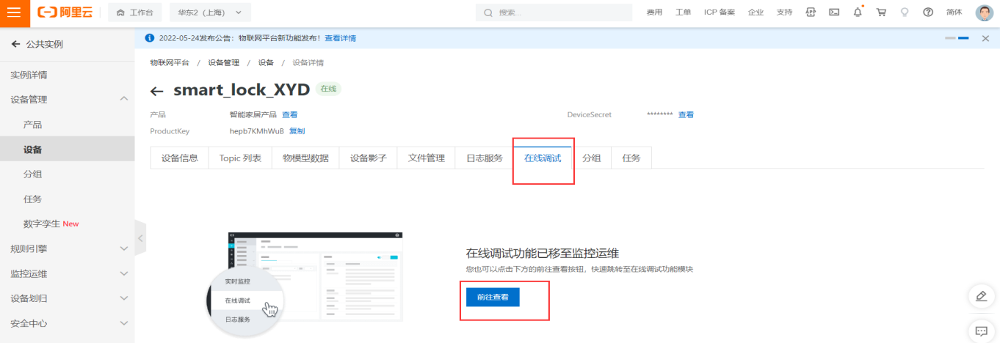 阿里云
工作台
华东2（上海）
搜索...
费用 工单 ICP 备案 企业 支持 简体
公共实例
实例详情
设备管理
产品
设备
分组
任务
数字孪生 New
规则引擎
监控运维
设备划归
安全中心
2022-05-24发布公告：物联网平台新功能发布！查看详情
物联网平台 / 设备管理 / 设备 / 设备详情
smart_lock_XYD 在线
产品 智能家居产品 查看 DeviceSecret ******** 查看
ProductKey hepb7KMhWuB 复制
设备信息 Topic 列表 物模型数据 设备影子 文件管理 日志服务 在线调试 分组 任务
实时监控
在线调试
日志服务
在线调试功能已移至监控运维
您也可以点击下方的前往查看按钮，快速跳转至在线调试功能模块
前往查看